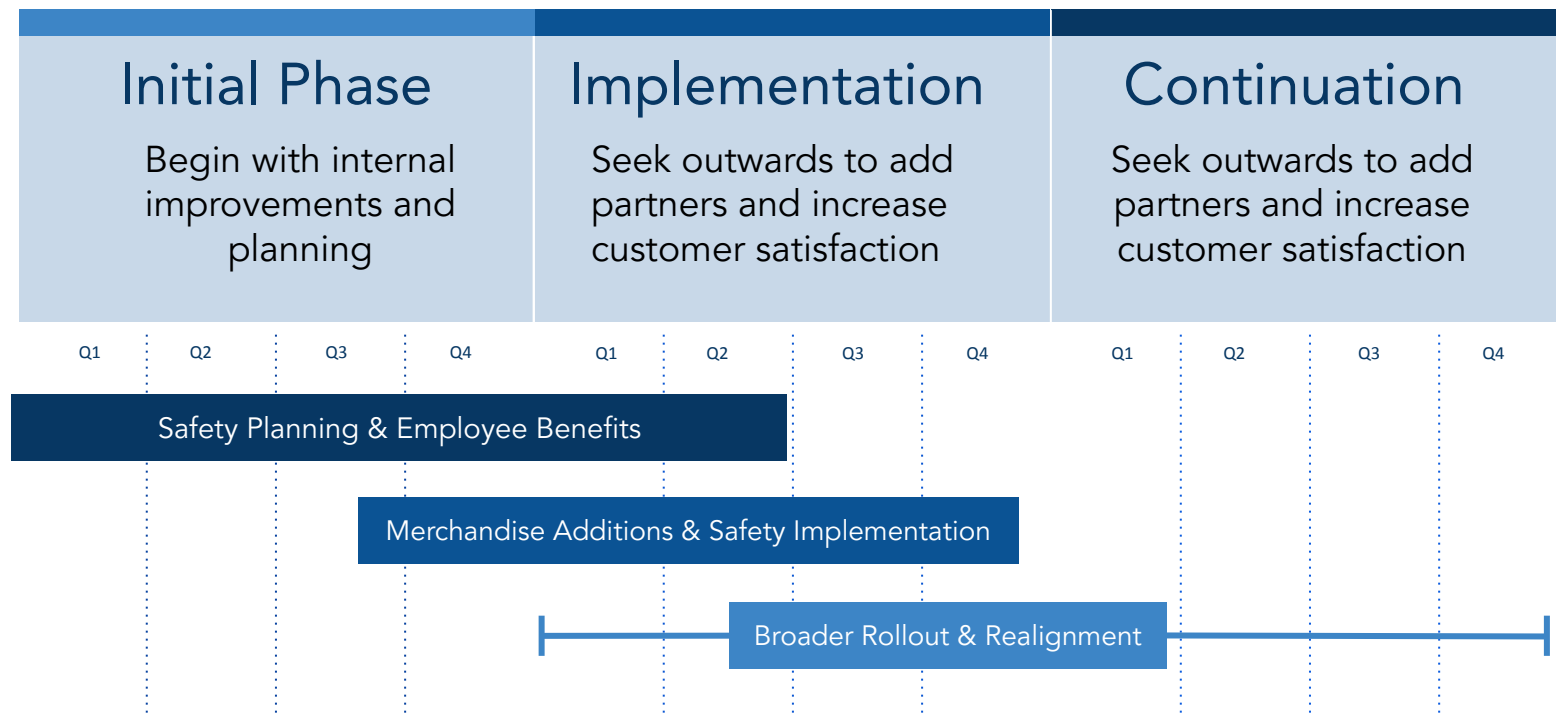 Initial Phase
Begin with internal
improvements and
planning
Implementation
Seek outwards to add
partners and increase
customer satisfaction
Continuation
Seek outwards to add
partners and increase
customer satisfaction
Q1 Q2 Q3 Q4 Q1 Q2 Q3 Q4 Q1 Q2 Q3 Q4
Safety Planning & Employee Benefits
Merchandise Additions & Safety Implementation
Broader Rollout & Realignment